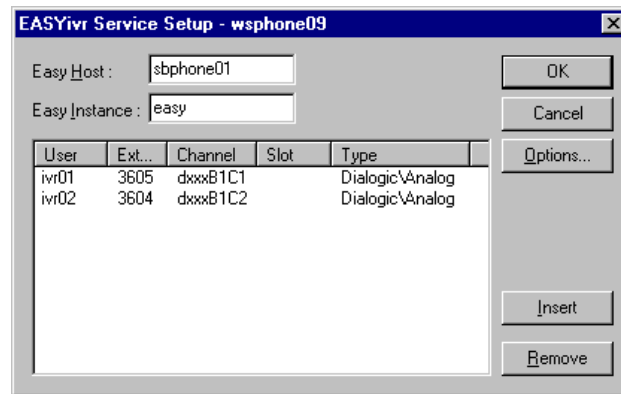 EASYivr Service Setup - wsphone09
Easy Host : sbphone01
Easy Instance : easy
OK
Cancel
Options...
User Ext... Channel Slot Type
ivr01 3605 dxxxB1C1 Dialogic\Analog
ivr02 3604 dxxxB1C2 Dialogic\Analog
Insert
Remove